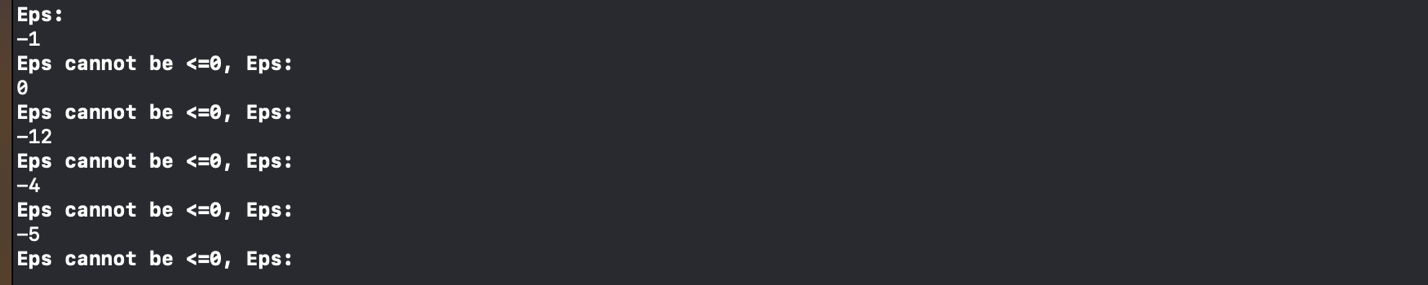 Eps:
-1
Eps cannot be <=0, Eps:
0
Eps cannot be <=0, Eps:
-12
Eps cannot be <=0, Eps:
-4
Eps cannot be <=0, Eps:
-5
Eps cannot be <=0, Eps: